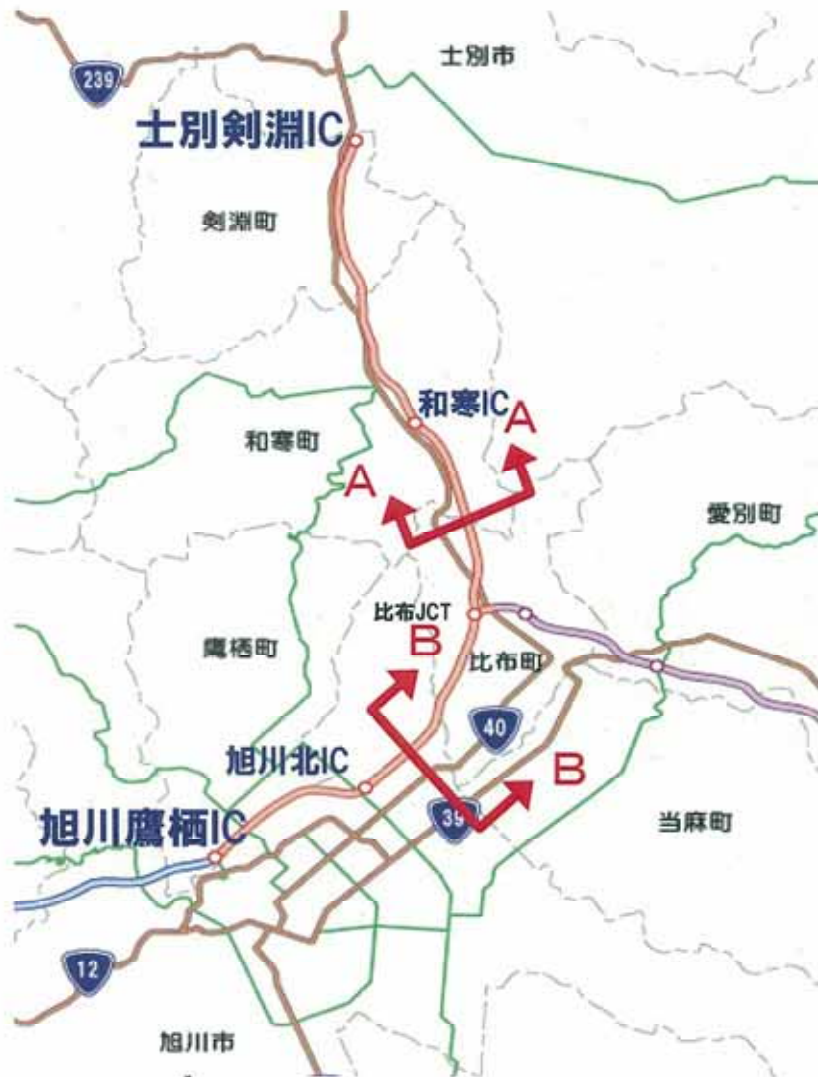 239
士別市
士別剣淵IC
剣淵町
和寒IC
A
和寒町
A
愛別町
比布JCT
B
鷹栖町
比布町
40
旭川北IC
B
39
旭川鷹栖IC
当麻町
12
旭川市